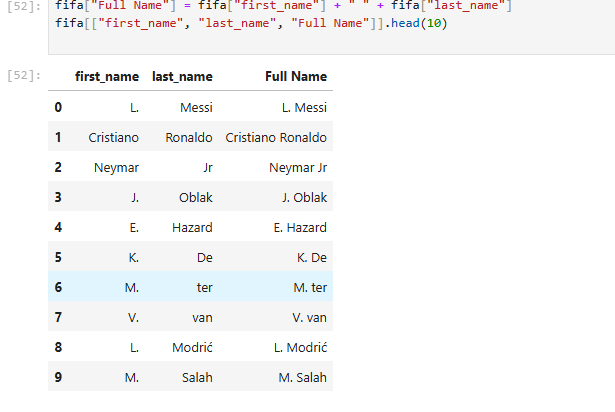 [52]: fifa["Full Name"] = fifa["first_name"] + " " + fifa["last_name"]
fifa[["first_name", "last_name", "Full Name"]].head(10)
[52]: first_name last_name Full Name
0 L. Messi L. Messi
1 Cristiano Ronaldo Cristiano Ronaldo
2 Neymar Jr Neymar Jr
3 J. Oblak J. Oblak
4 E. Hazard E. Hazard
5 K. De K. De
6 M. ter M. ter
7 V. van V. van
8 L. Modrić L. Modrić
9 M. Salah M. Salah